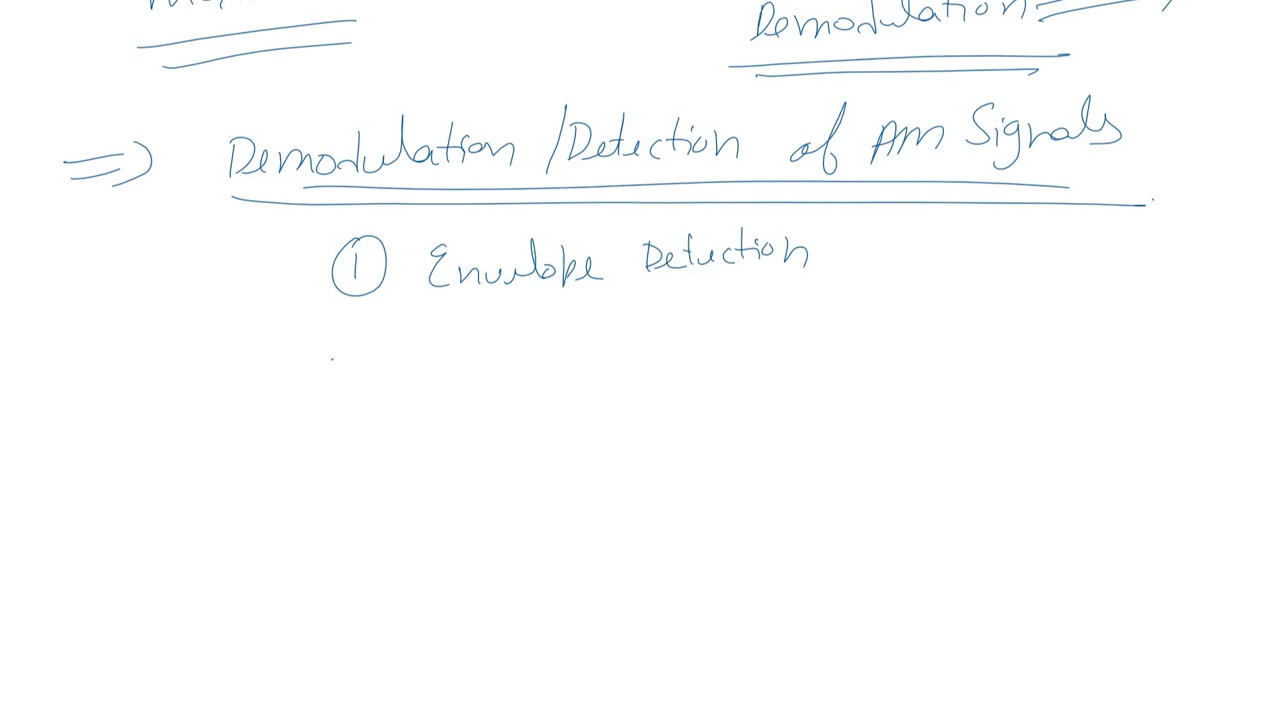 Demodulation
=> Demodulation /Detection of AM Signals
① Envelope Detection